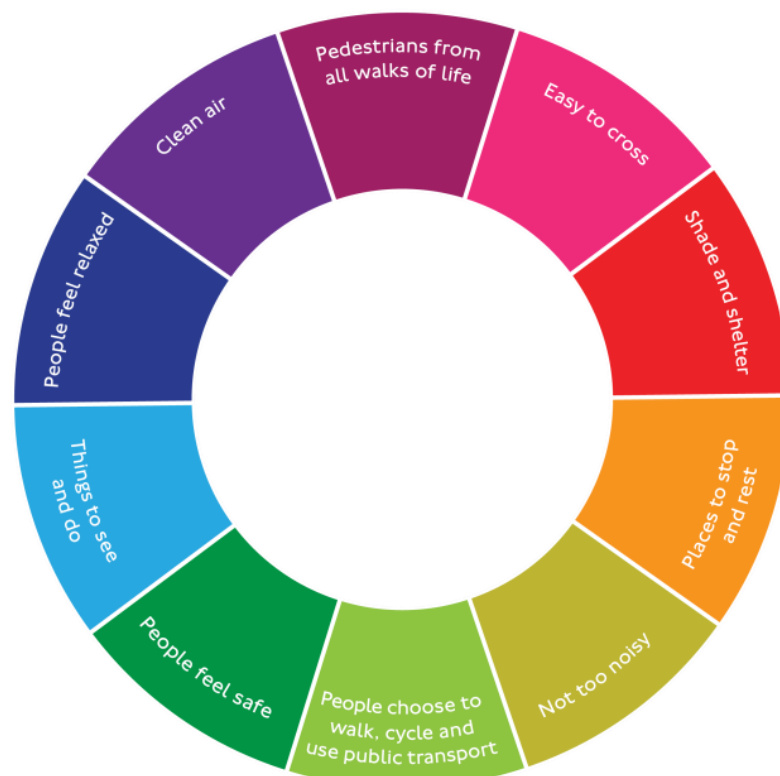 Pedestrians from
all walks of life
Easy to cross
Shade and shelter
Places to stop
and rest
Not too noisy
People choose to
walk, cycle and
use public transport
People feel safe
Things to see
and do
People feel relaxed
Clean air